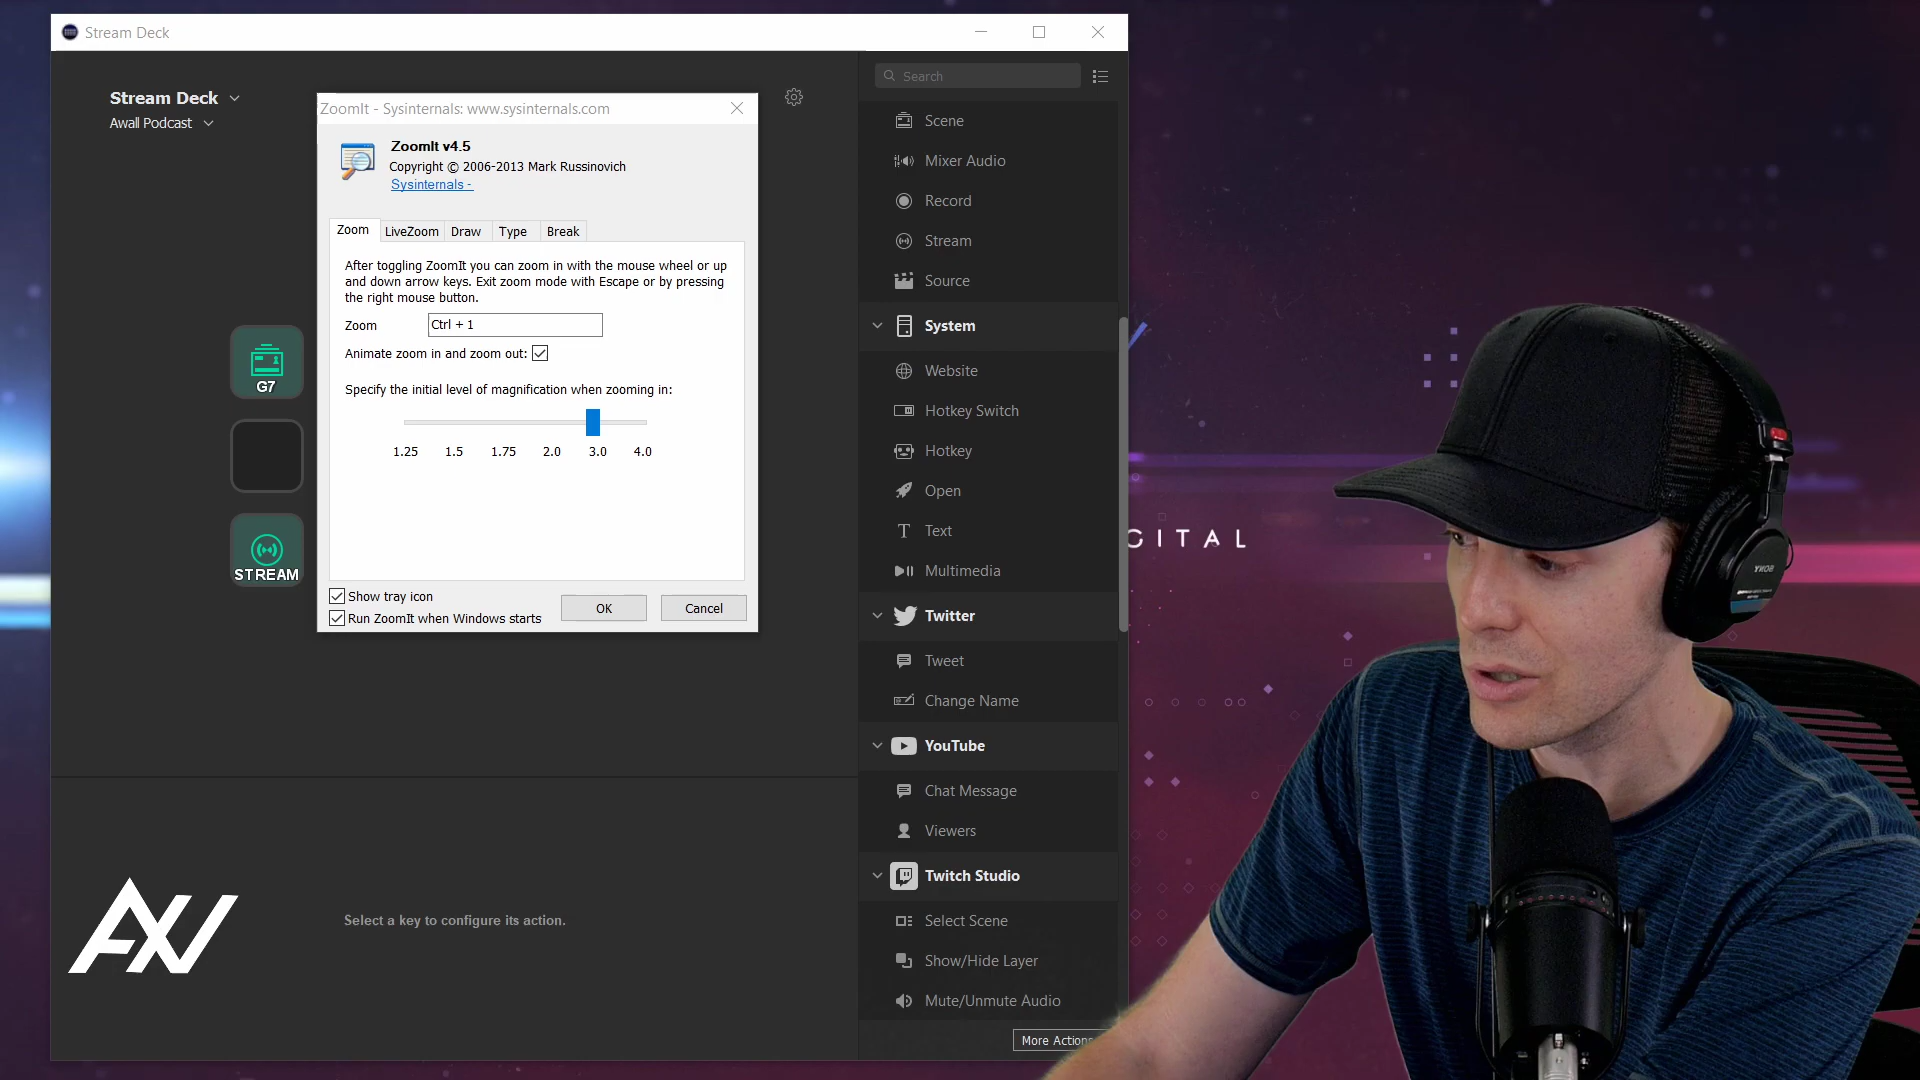 Stream Deck
Stream Deck
Awall Podcast
ZoomIt - Sysinternals: www.sysinternals.com
ZoomIt v4.5
Copyright © 2006-2013 Mark Russinovich
Sysinternals -
Zoom
LiveZoom
Draw
Type
Break
After toggling ZoomIt you can zoom in with the mouse wheel or up
and down arrow keys. Exit zoom mode with Escape or by pressing
the right mouse button.
Zoom
Ctrl + 1
Animate zoom in and zoom out:
Specify the initial level of magnification when zooming in:
1.25 1.5 1.75 2.0 3.0 4.0
Show tray icon
Run ZoomIt when Windows starts
OK
Cancel
G7
STREAM
Select a key to configure its action.
Search
Scene
Mixer Audio
Record
Stream
Source
System
Website
Hotkey Switch
Hotkey
Open
Text
Multimedia
Twitter
Tweet
Change Name
YouTube
Chat Message
Viewers
Twitch Studio
Select Scene
Show/Hide Layer
Mute/Unmute Audio
More Actions
GITAL
SONY